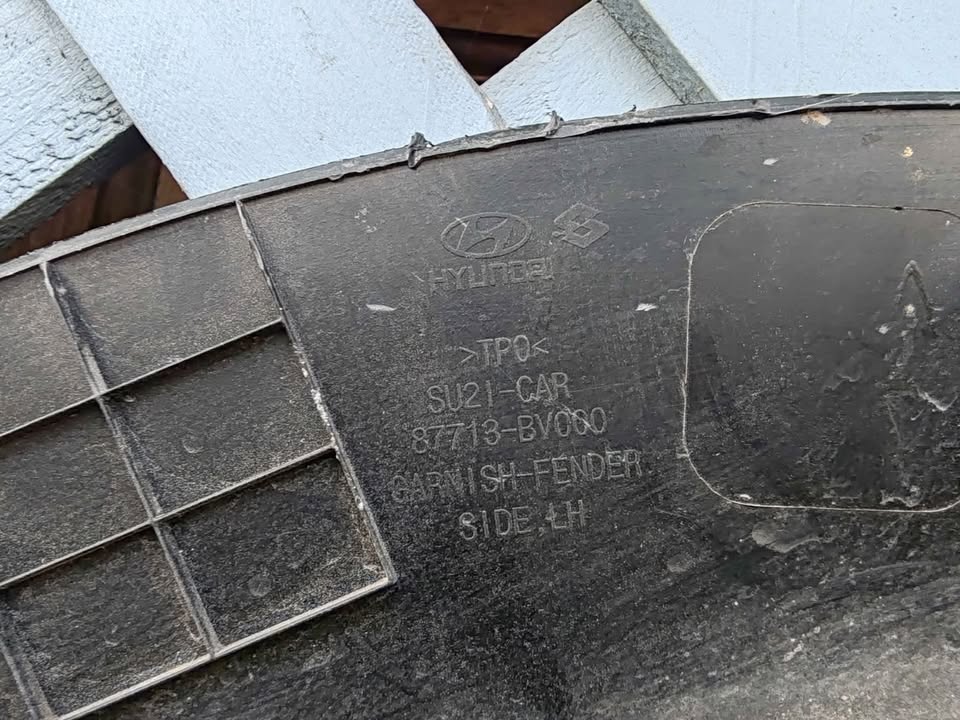 HYUNDAI
>TPO<
SU2I-CAR
87713-BV000
GARNISH-FENDER
SIDE,LH